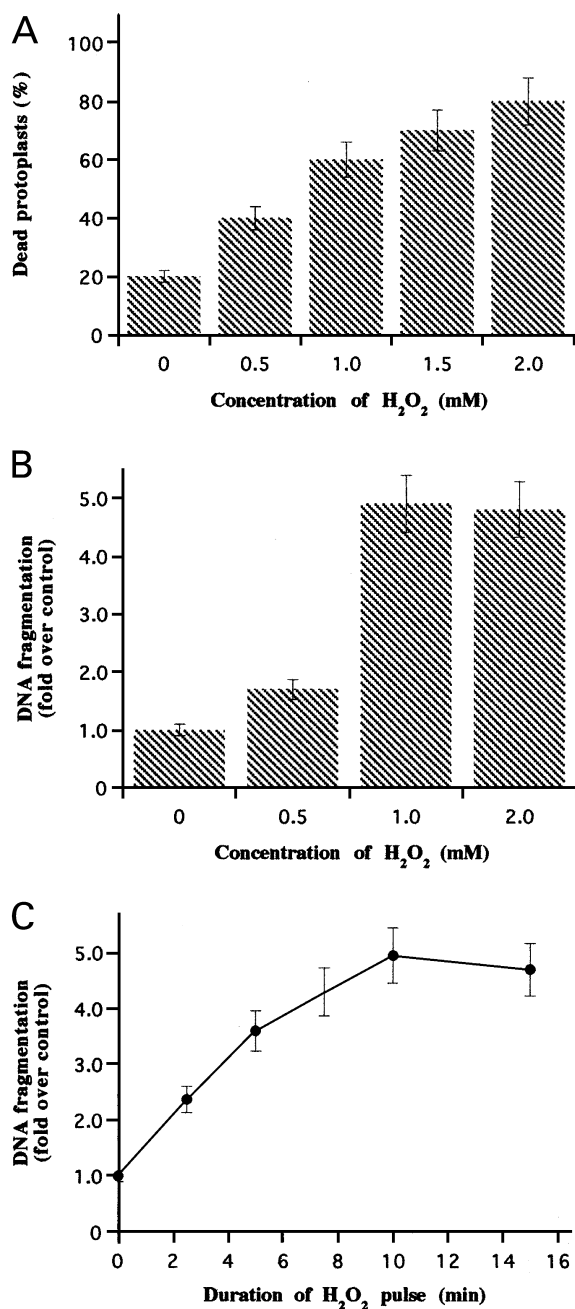 A
Dead protoplasts (%)
100
80
60
40
20
0
0 0.5 1.0 1.5 2.0
Concentration of H₂O₂ (mM)
B
DNA fragmentation
(fold over control)
5.0
4.0
3.0
2.0
1.0
0
0 0.5 1.0 2.0
Concentration of H₂O₂ (mM)
C
DNA fragmentation
(fold over control)
5.0
4.0
3.0
2.0
1.0
0
0 2 4 6 8 10 12 14 16
Duration of H₂O₂ pulse (min)